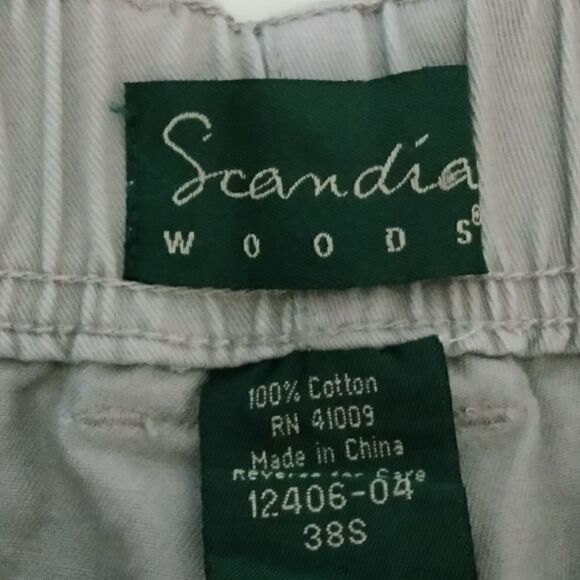 Scandia
WOODS®
100% Cotton
RN 41009
Made in China
Reverse for Care
12406-04
38S